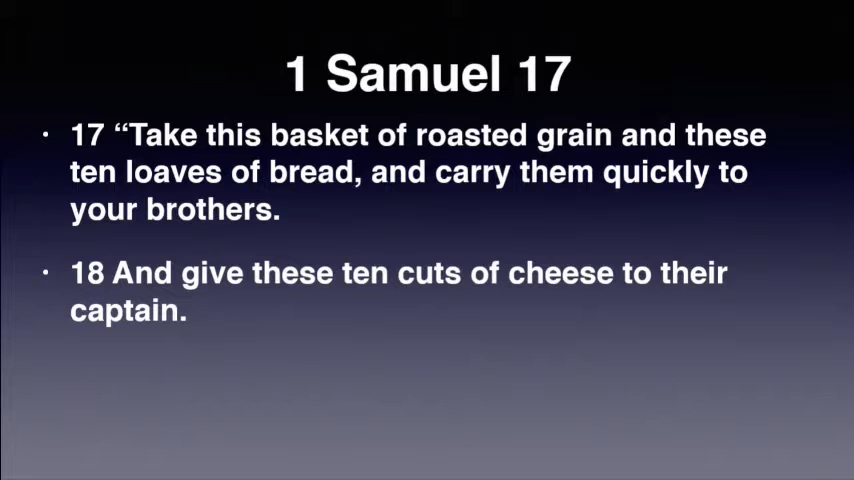 1 Samuel 17
· 17 “Take this basket of roasted grain and these
ten loaves of bread, and carry them quickly to
your brothers.
· 18 And give these ten cuts of cheese to their
captain.